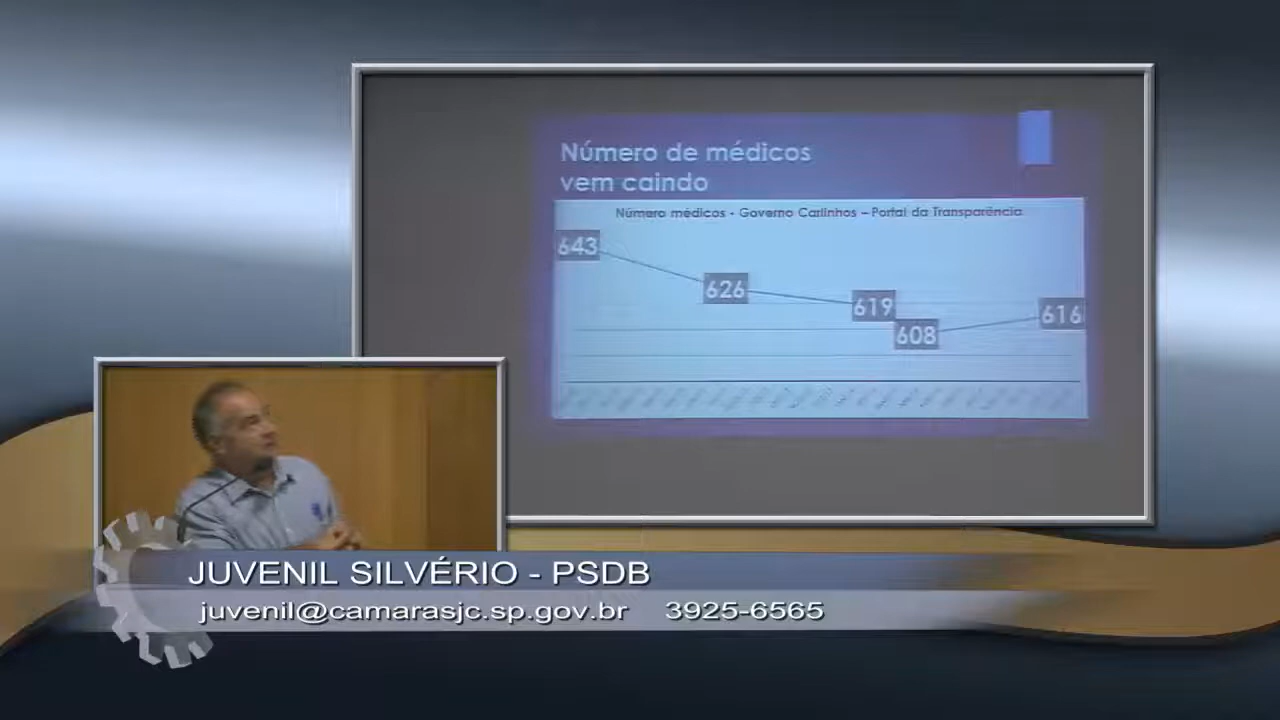 Número de médicos
vem caindo
Número médicos - Governo Carlinhos – Portal da Transparência
643
626
619
608
616
JUVENIL SILVÉRIO - PSDB
juvenil@camarasjc.sp.gov.br 3925-6565